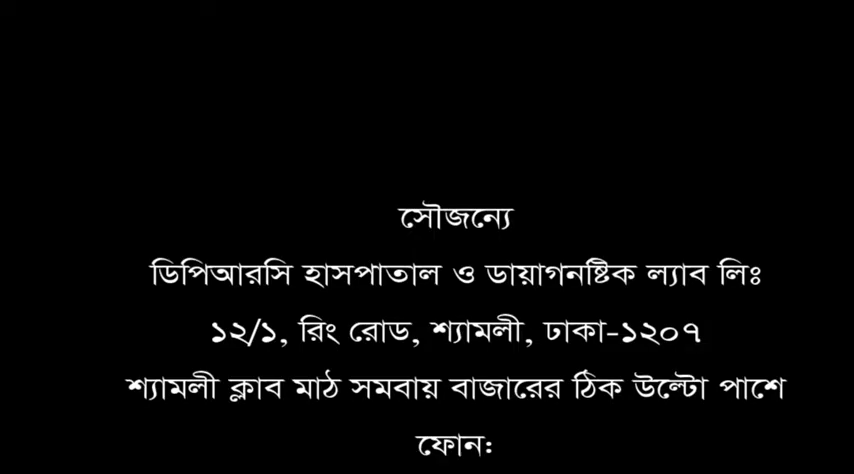 সৌজন্যে
ডিপিআরসি হাসপাতাল ও ডায়াগনষ্টিক ল্যাব লিঃ
১২/১, রিং রোড, শ্যামলী, ঢাকা-১২০৭
শ্যামলী ক্লাব মাঠ সমবায় বাজারের ঠিক উল্টো পাশে
ফোন: